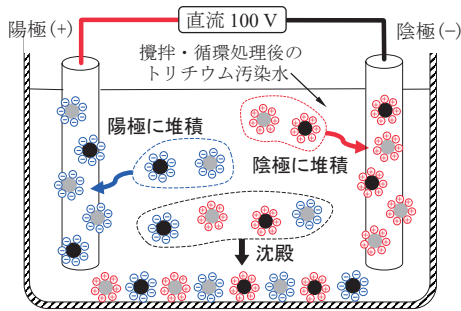 陽極(+)
直流 100 V
陰極(−)
攪拌・循環処理後の
トリチウム汚染水
陽極に堆積
陰極に堆積
沈殿